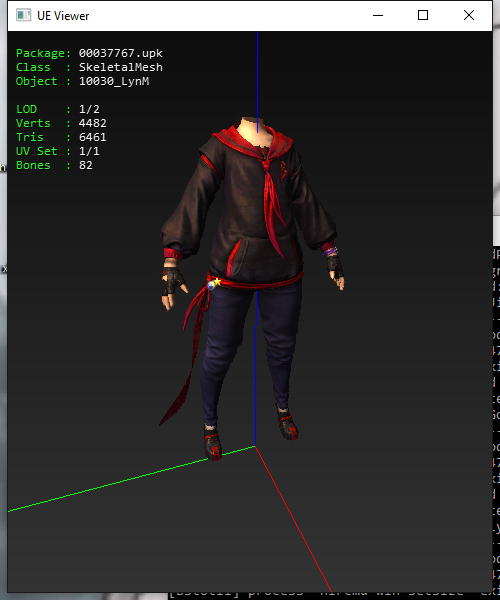 UE Viewer
Package: 00037767.upk
Class : SkeletalMesh
Object : 10030_LynM
LOD : 1/2
Verts : 4482
Tris : 6461
UV Set : 1/1
Bones : 82